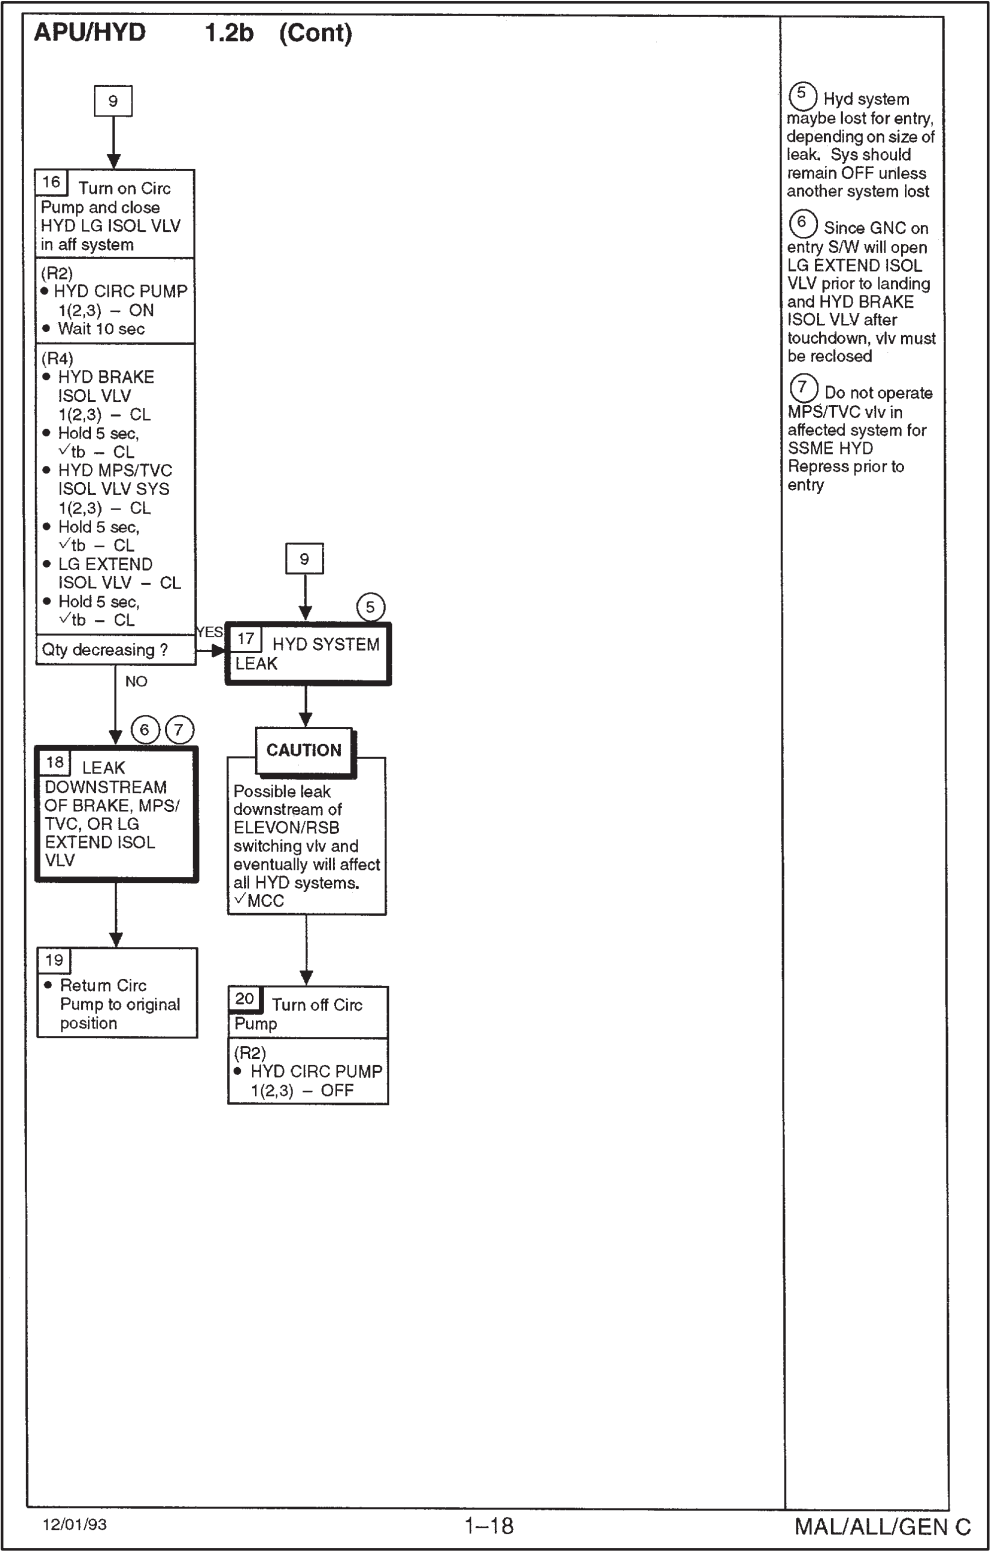 APU/HYD 1.2b (Cont)
9
16 Turn on Circ
Pump and close
HYD LG ISOL VLV
in aff system
(R2)
• HYD CIRC PUMP
1(2,3) – ON
• Wait 10 sec
(R4)
• HYD BRAKE
ISOL VLV
1(2,3) – CL
• Hold 5 sec,
√tb – CL
• HYD MPS/TVC
ISOL VLV SYS
1(2,3) – CL
• Hold 5 sec,
√tb – CL
• LG EXTEND
ISOL VLV – CL
• Hold 5 sec,
√tb – CL
Qty decreasing ?
YES
NO
9
5
17 HYD SYSTEM
LEAK
CAUTION
Possible leak
downstream of
ELEVON/RSB
switching vlv and
eventually will affect
all HYD systems.
√MCC
20 Turn off Circ
Pump
(R2)
• HYD CIRC PUMP
1(2,3) – OFF
6 7
18 LEAK
DOWNSTREAM
OF BRAKE, MPS/
TVC, OR LG
EXTEND ISOL
VLV
19
• Return Circ
Pump to original
position
5 Hyd system
maybe lost for entry,
depending on size of
leak. Sys should
remain OFF unless
another system lost
6 Since GNC on
entry S/W will open
LG EXTEND ISOL
VLV prior to landing
and HYD BRAKE
ISOL VLV after
touchdown, vlv must
be reclosed
7 Do not operate
MPS/TVC vlv in
affected system for
SSME HYD
Repress prior to
entry
12/01/93
1–18
MAL/ALL/GEN C